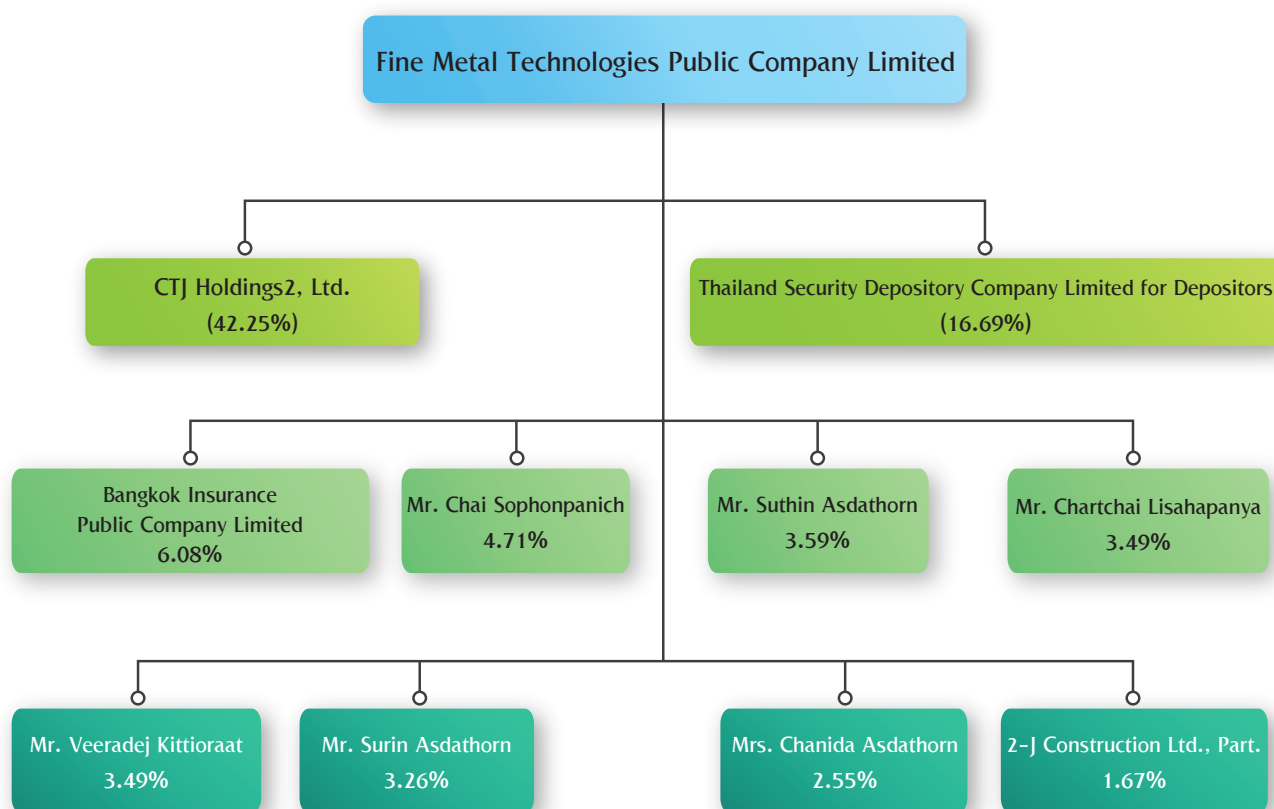 Fine Metal Technologies Public Company Limited
CTJ Holdings2, Ltd.
(42.25%)
Thailand Security Depository Company Limited for Depositors
(16.69%)
Bangkok Insurance
Public Company Limited
6.08%
Mr. Chai Sophonpanich
4.71%
Mr. Suthin Asdathorn
3.59%
Mr. Chartchai Lisahapanya
3.49%
Mr. Veeradej Kittioraat
3.49%
Mr. Surin Asdathorn
3.26%
Mrs. Chanida Asdathorn
2.55%
2-J Construction Ltd., Part.
1.67%